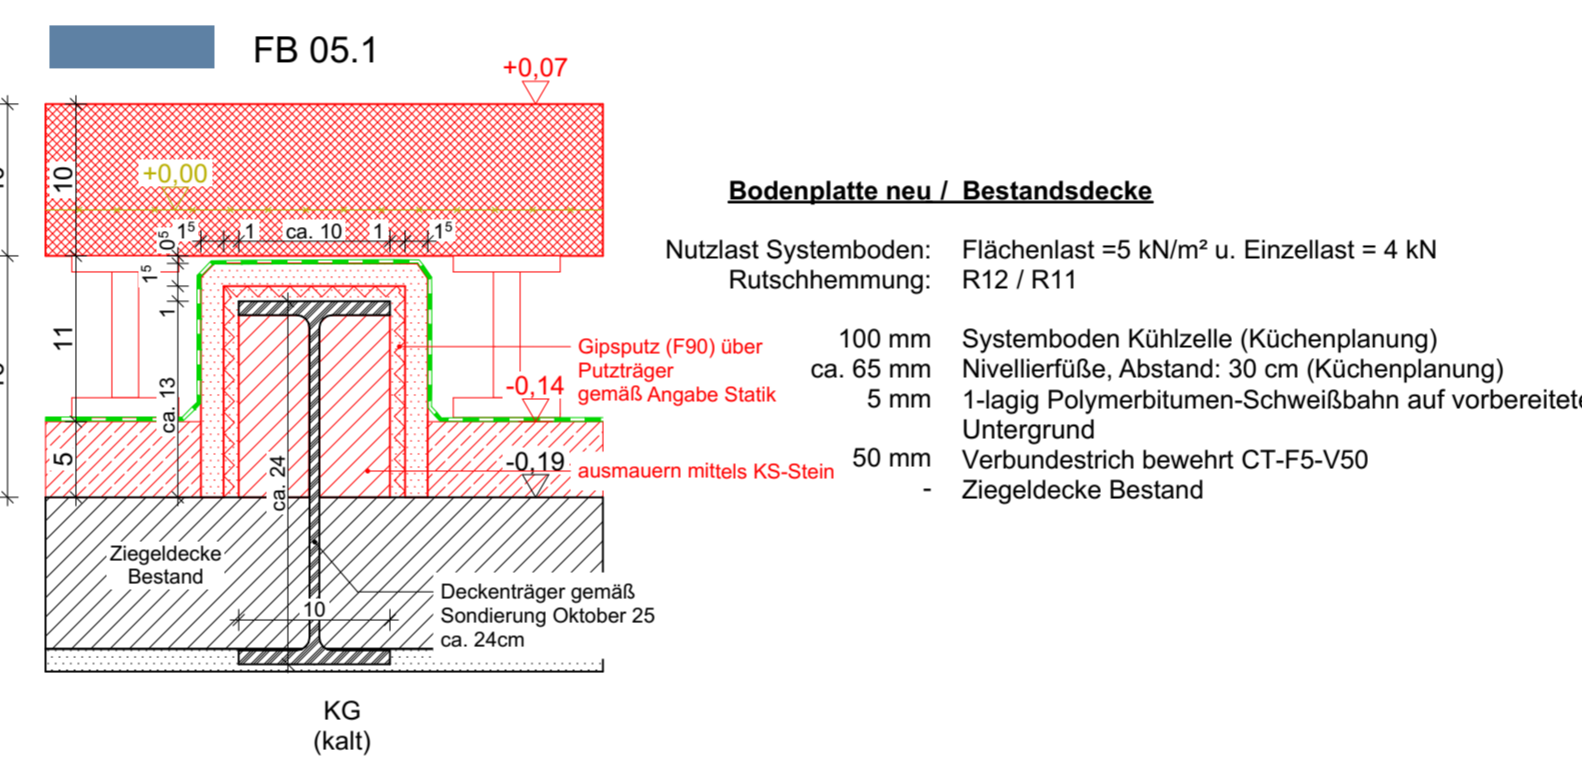 FB 05.1
+0,07
+0,00
10
1⁵
1
ca. 10
1
1⁵
0⁵
1⁵
1
11
ca. 13
5
ca. 24
10
-0,14
-0,19
Gipsputz (F90) über
Putzträger
gemäß Angabe Statik
ausmauern mittels KS-Stein
Ziegeldecke
Bestand
Deckenträger gemäß
Sondierung Oktober 25
ca. 24cm
KG
(kalt)
Bodenplatte neu / Bestandsdecke
Nutzlast Systemboden: Flächenlast =5 kN/m² u. Einzellast = 4 kN
Rutschhemmung: R12 / R11
100 mm Systemboden Kühlzelle (Küchenplanung)
ca. 65 mm Nivellierfüße, Abstand: 30 cm (Küchenplanung)
5 mm 1-lagig Polymerbitumen-Schweißbahn auf vorbereitete
Untergrund
50 mm Verbundestrich bewehrt CT-F5-V50
- Ziegeldecke Bestand